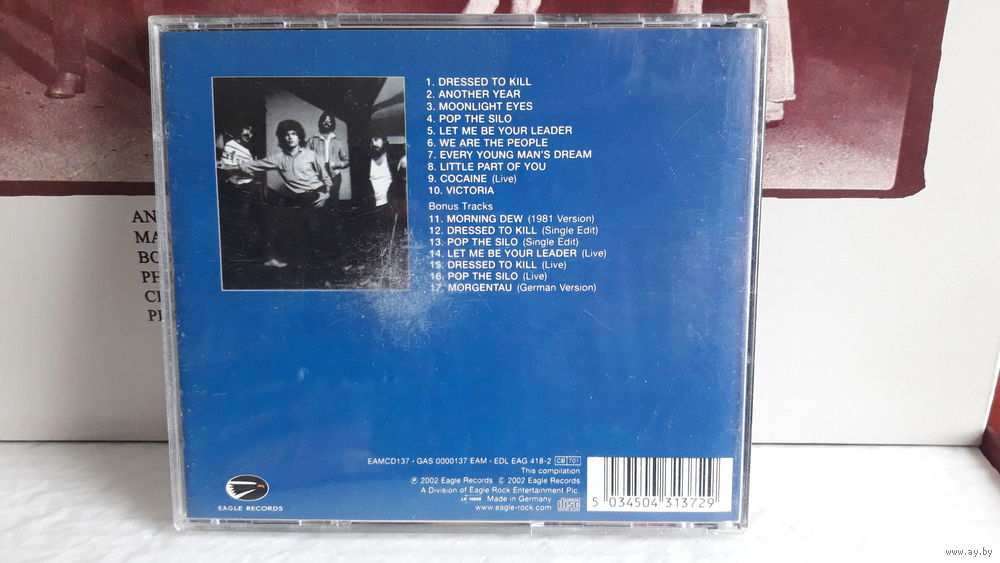 1. DRESSED TO KILL
2. ANOTHER YEAR
3. MOONLIGHT EYES
4. POP THE SILO
5. LET ME BE YOUR LEADER
6. WE ARE THE PEOPLE
7. EVERY YOUNG MAN'S DREAM
8. LITTLE PART OF YOU
9. COCAINE (Live)
10. VICTORIA
Bonus Tracks
11. MORNING DEW (1981 Version)
12. DRESSED TO KILL (Single Edit)
13. POP THE SILO (Single Edit)
14. LET ME BE YOUR LEADER (Live)
15. DRESSED TO KILL (Live)
16. POP THE SILO (Live)
17. MORGENTAU (German Version)
AN
MA
BO
PH
CH
PE
EAMCD137 · GAS 0000137 EAM · EDL EAG 418-2 CB 701
This compilation
℗ 2002 Eagle Records © 2002 Eagle Records
A Division of Eagle Rock Entertainment Plc.
Made in Germany
www.eagle-rock.com
EAGLE RECORDS
5 034504 313729
www.ay.by